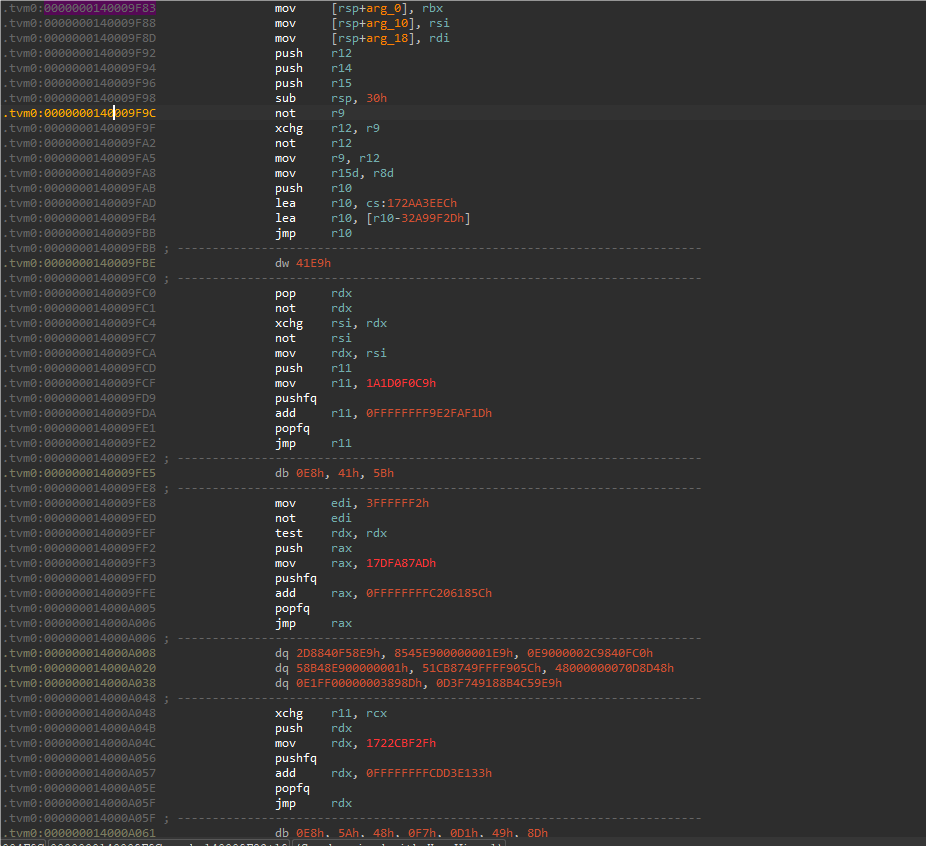 .tvm0:0000000140009F83 mov [rsp+arg_0], rbx
.tvm0:0000000140009F88 mov [rsp+arg_10], rsi
.tvm0:0000000140009F8D mov [rsp+arg_18], rdi
.tvm0:0000000140009F92 push r12
.tvm0:0000000140009F94 push r14
.tvm0:0000000140009F96 push r15
.tvm0:0000000140009F98 sub rsp, 30h
.tvm0:0000000140009F9C not r9
.tvm0:0000000140009F9F xchg r12, r9
.tvm0:0000000140009FA2 not r12
.tvm0:0000000140009FA5 mov r9, r12
.tvm0:0000000140009FA8 mov r15d, r8d
.tvm0:0000000140009FAB push r10
.tvm0:0000000140009FAD lea r10, cs:172AA3EECh
.tvm0:0000000140009FB4 lea r10, [r10-32A99F2Dh]
.tvm0:0000000140009FBB jmp r10
.tvm0:0000000140009FBB ; ---------------------------------------------------------------------------
.tvm0:0000000140009FBE dw 41E9h
.tvm0:0000000140009FC0 ; ---------------------------------------------------------------------------
.tvm0:0000000140009FC0 pop rdx
.tvm0:0000000140009FC1 not rdx
.tvm0:0000000140009FC4 xchg rsi, rdx
.tvm0:0000000140009FC7 not rsi
.tvm0:0000000140009FCA mov rdx, rsi
.tvm0:0000000140009FCD push r11
.tvm0:0000000140009FCF mov r11, 1A1D0F0C9h
.tvm0:0000000140009FD9 pushfq
.tvm0:0000000140009FDA add r11, 0FFFFFFFF9E2FAF1Dh
.tvm0:0000000140009FE1 popfq
.tvm0:0000000140009FE2 jmp r11
.tvm0:0000000140009FE2 ; ---------------------------------------------------------------------------
.tvm0:0000000140009FE5 db 0E8h, 41h, 5Bh
.tvm0:0000000140009FE8 ; ---------------------------------------------------------------------------
.tvm0:0000000140009FE8 mov edi, 3FFFFFF2h
.tvm0:0000000140009FED not edi
.tvm0:0000000140009FEF test rdx, rdx
.tvm0:0000000140009FF2 push rax
.tvm0:0000000140009FF3 mov rax, 17DFA87ADh
.tvm0:0000000140009FFD pushfq
.tvm0:0000000140009FFE add rax, 0FFFFFFFFC206185Ch
.tvm0:000000014000A005 popfq
.tvm0:000000014000A006 jmp rax
.tvm0:000000014000A006 ; ---------------------------------------------------------------------------
.tvm0:000000014000A008 dq 2D8840F58E9h, 8545E900000001E9h, 0E9000002C9840FC0h
.tvm0:000000014000A020 dq 58B48E900000001h, 51CB8749FFFF905Ch, 48000000070D8D48h
.tvm0:000000014000A038 dq 0E1FF00000003898Dh, 0D3F749188B4C59E9h
.tvm0:000000014000A048 ; ---------------------------------------------------------------------------
.tvm0:000000014000A048 xchg r11, rcx
.tvm0:000000014000A04B push rdx
.tvm0:000000014000A04C mov rdx, 1722CBF2Fh
.tvm0:000000014000A056 pushfq
.tvm0:000000014000A057 add rdx, 0FFFFFFFFCDD3E133h
.tvm0:000000014000A05E popfq
.tvm0:000000014000A05F jmp rdx
.tvm0:000000014000A05F ; ---------------------------------------------------------------------------
.tvm0:000000014000A061 db 0E8h, 5Ah, 48h, 0F7h, 0D1h, 49h, 8Dh